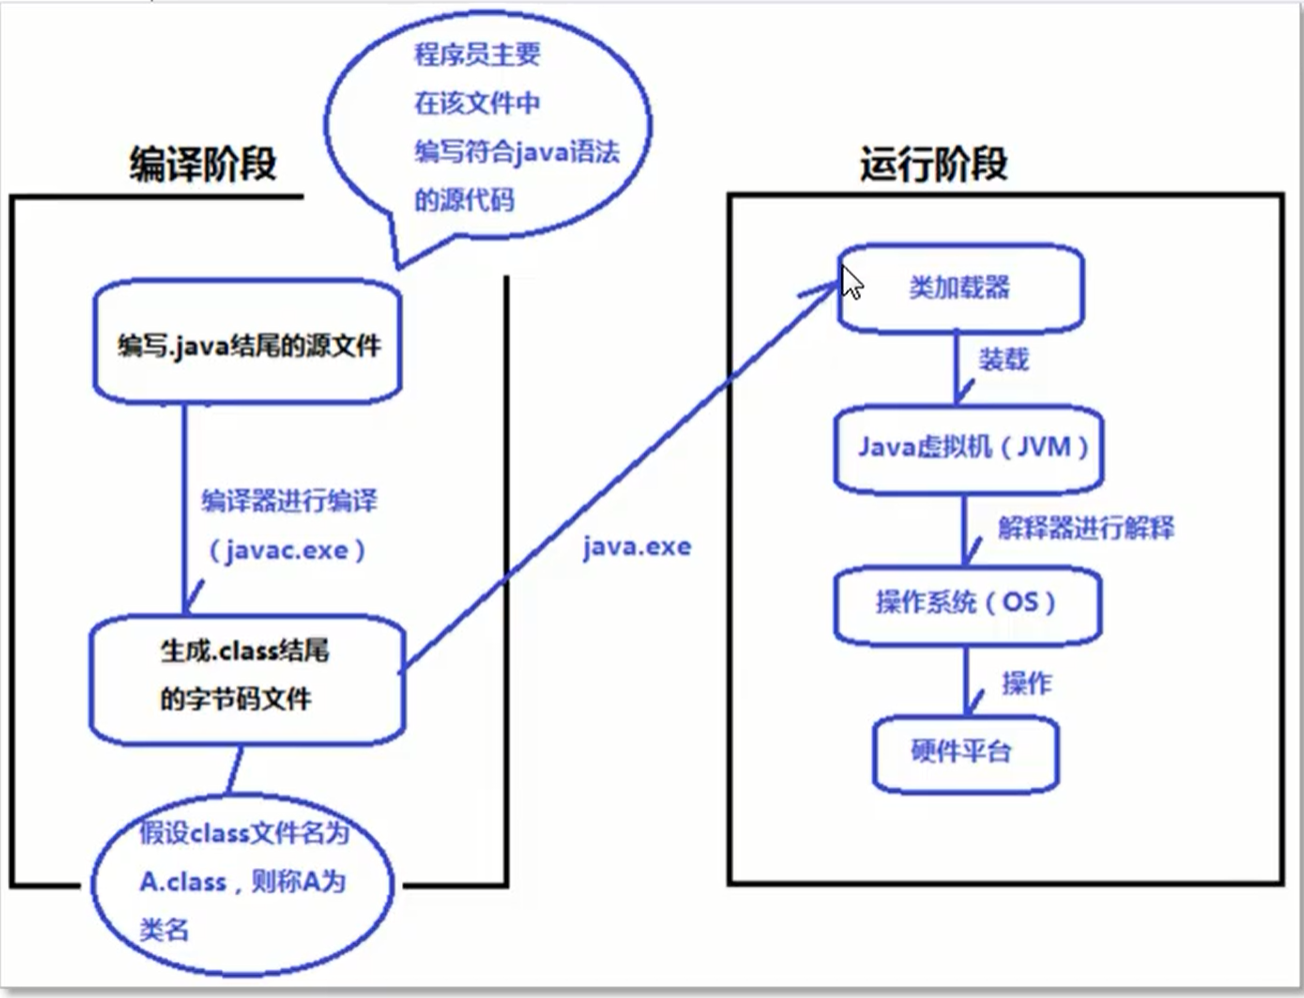 程序员主要
在该文件中
编写符合java语法
的源代码
编译阶段
编写.java结尾的源文件
编译器进行编译
（javac.exe）
生成.class结尾
的字节码文件
假设class文件名为
A.class，则称A为
类名
java.exe
运行阶段
类加载器
装载
Java虚拟机（JVM）
解释器进行解释
操作系统（OS）
操作
硬件平台